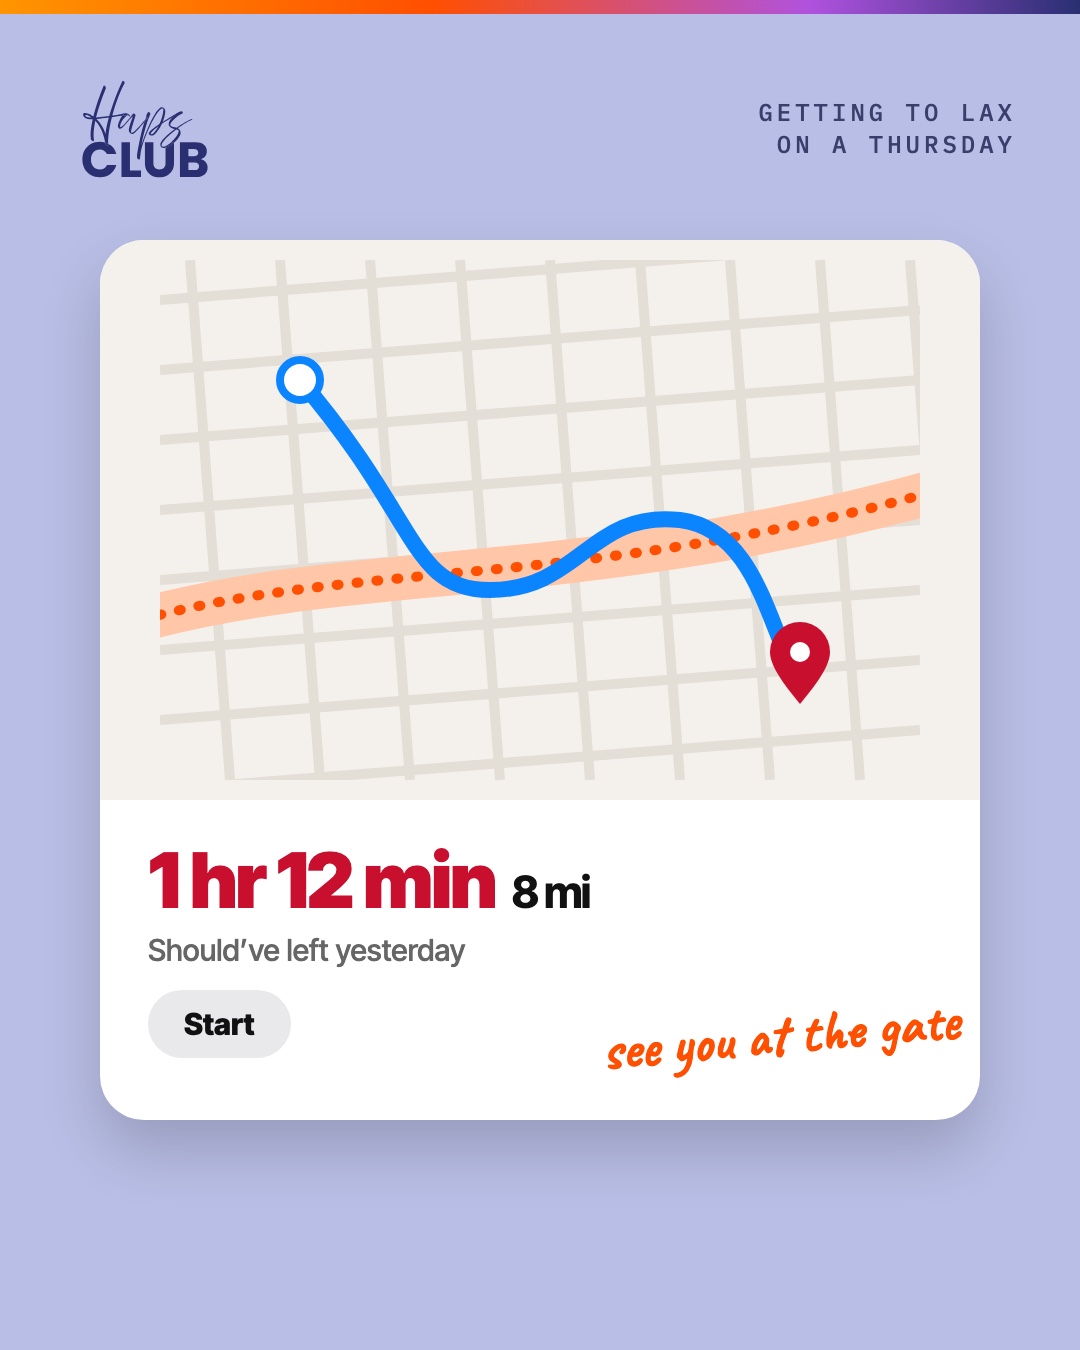 Haps
CLUB
GETTING TO LAX
ON A THURSDAY
1 hr 12 min 8 mi
Should've left yesterday
Start
see you at the gate